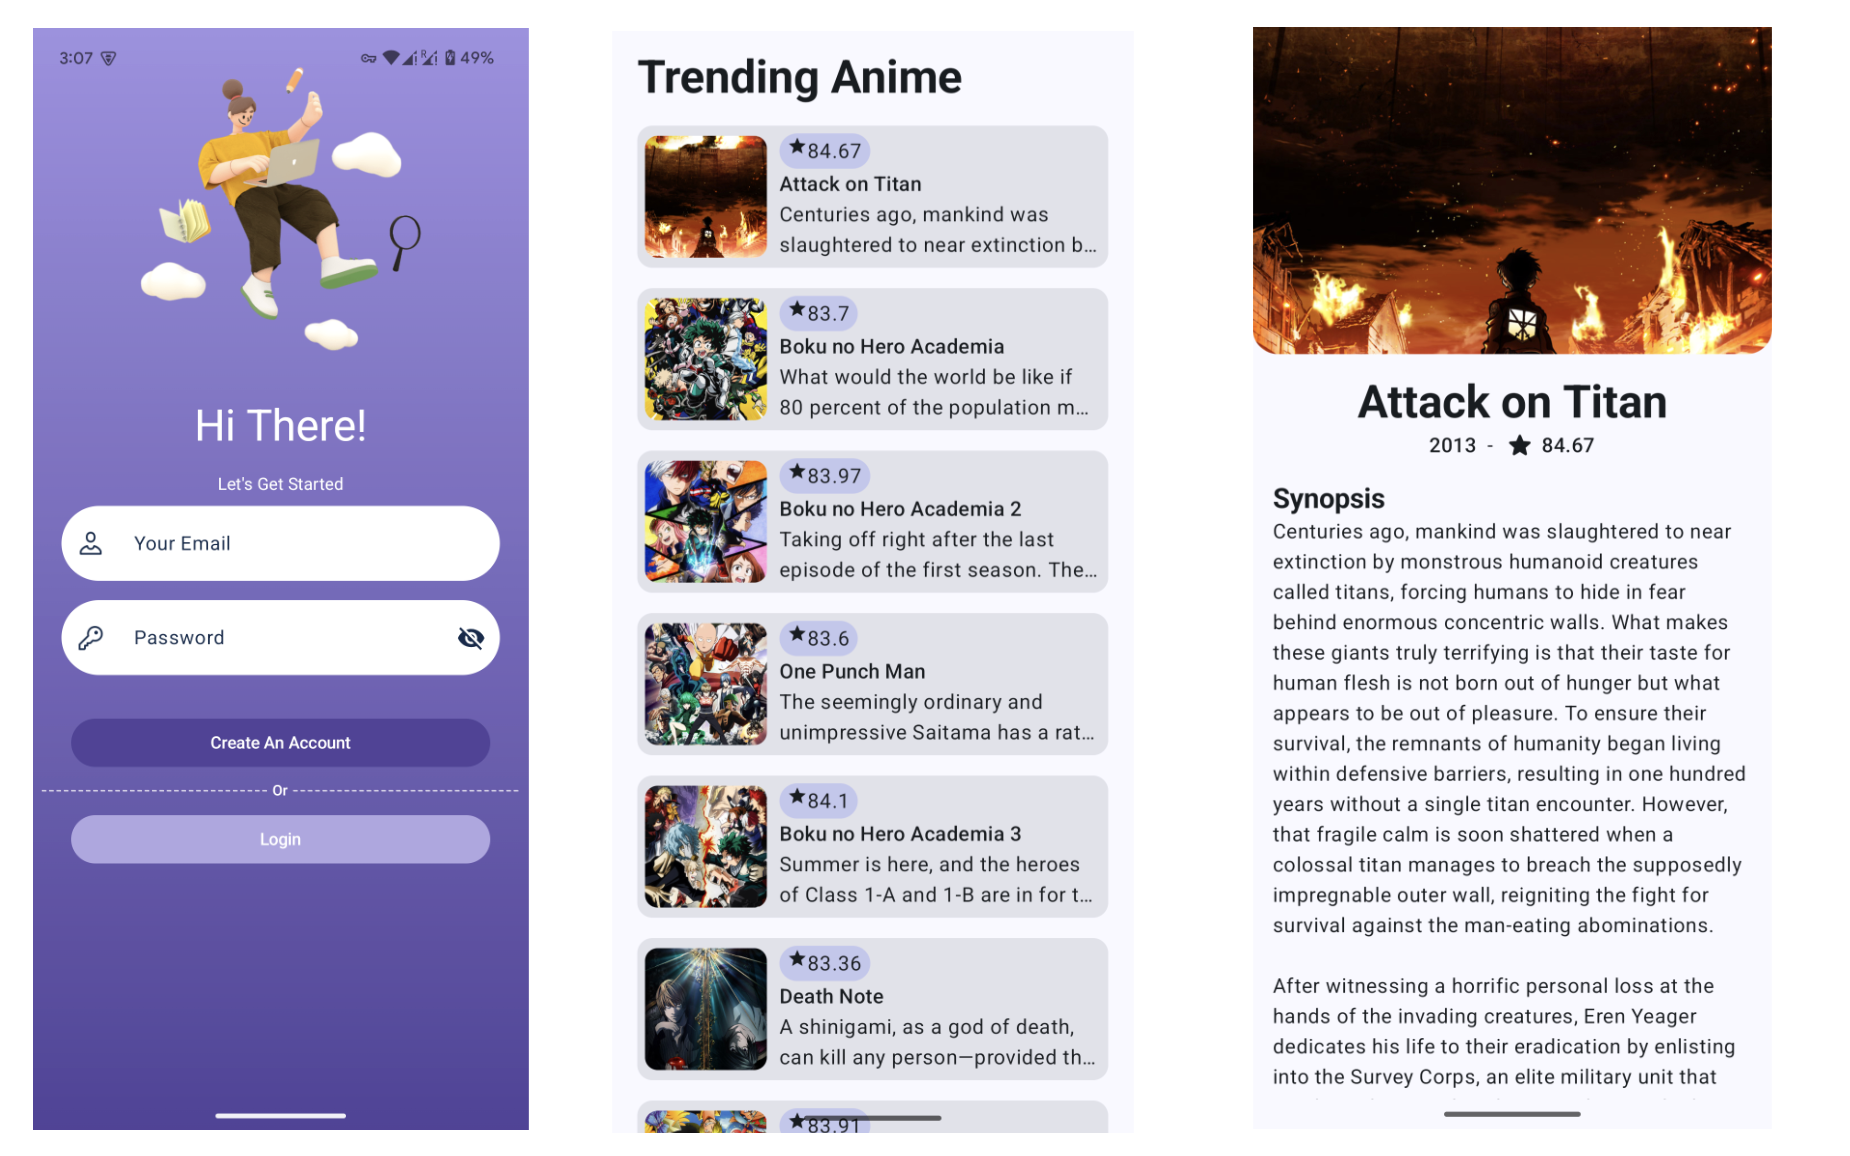 3:07
R
49%
Hi There!
Let's Get Started
Your Email
Password
Create An Account
Or
Login
Trending Anime
84.67
Attack on Titan
Centuries ago, mankind was
slaughtered to near extinction b...
83.7
Boku no Hero Academia
What would the world be like if
80 percent of the population m...
83.97
Boku no Hero Academia 2
Taking off right after the last
episode of the first season. The...
83.6
One Punch Man
The seemingly ordinary and
unimpressive Saitama has a rat...
84.1
Boku no Hero Academia 3
Summer is here, and the heroes
of Class 1-A and 1-B are in for t...
83.36
Death Note
A shinigami, as a god of death,
can kill any person—provided th...
83.91
Attack on Titan
2013 - 84.67
Synopsis
Centuries ago, mankind was slaughtered to near
extinction by monstrous humanoid creatures
called titans, forcing humans to hide in fear
behind enormous concentric walls. What makes
these giants truly terrifying is that their taste for
human flesh is not born out of hunger but what
appears to be out of pleasure. To ensure their
survival, the remnants of humanity began living
within defensive barriers, resulting in one hundred
years without a single titan encounter. However,
that fragile calm is soon shattered when a
colossal titan manages to breach the supposedly
impregnable outer wall, reigniting the fight for
survival against the man-eating abominations.
After witnessing a horrific personal loss at the
hands of the invading creatures, Eren Yeager
dedicates his life to their eradication by enlisting
into the Survey Corps, an elite military unit that